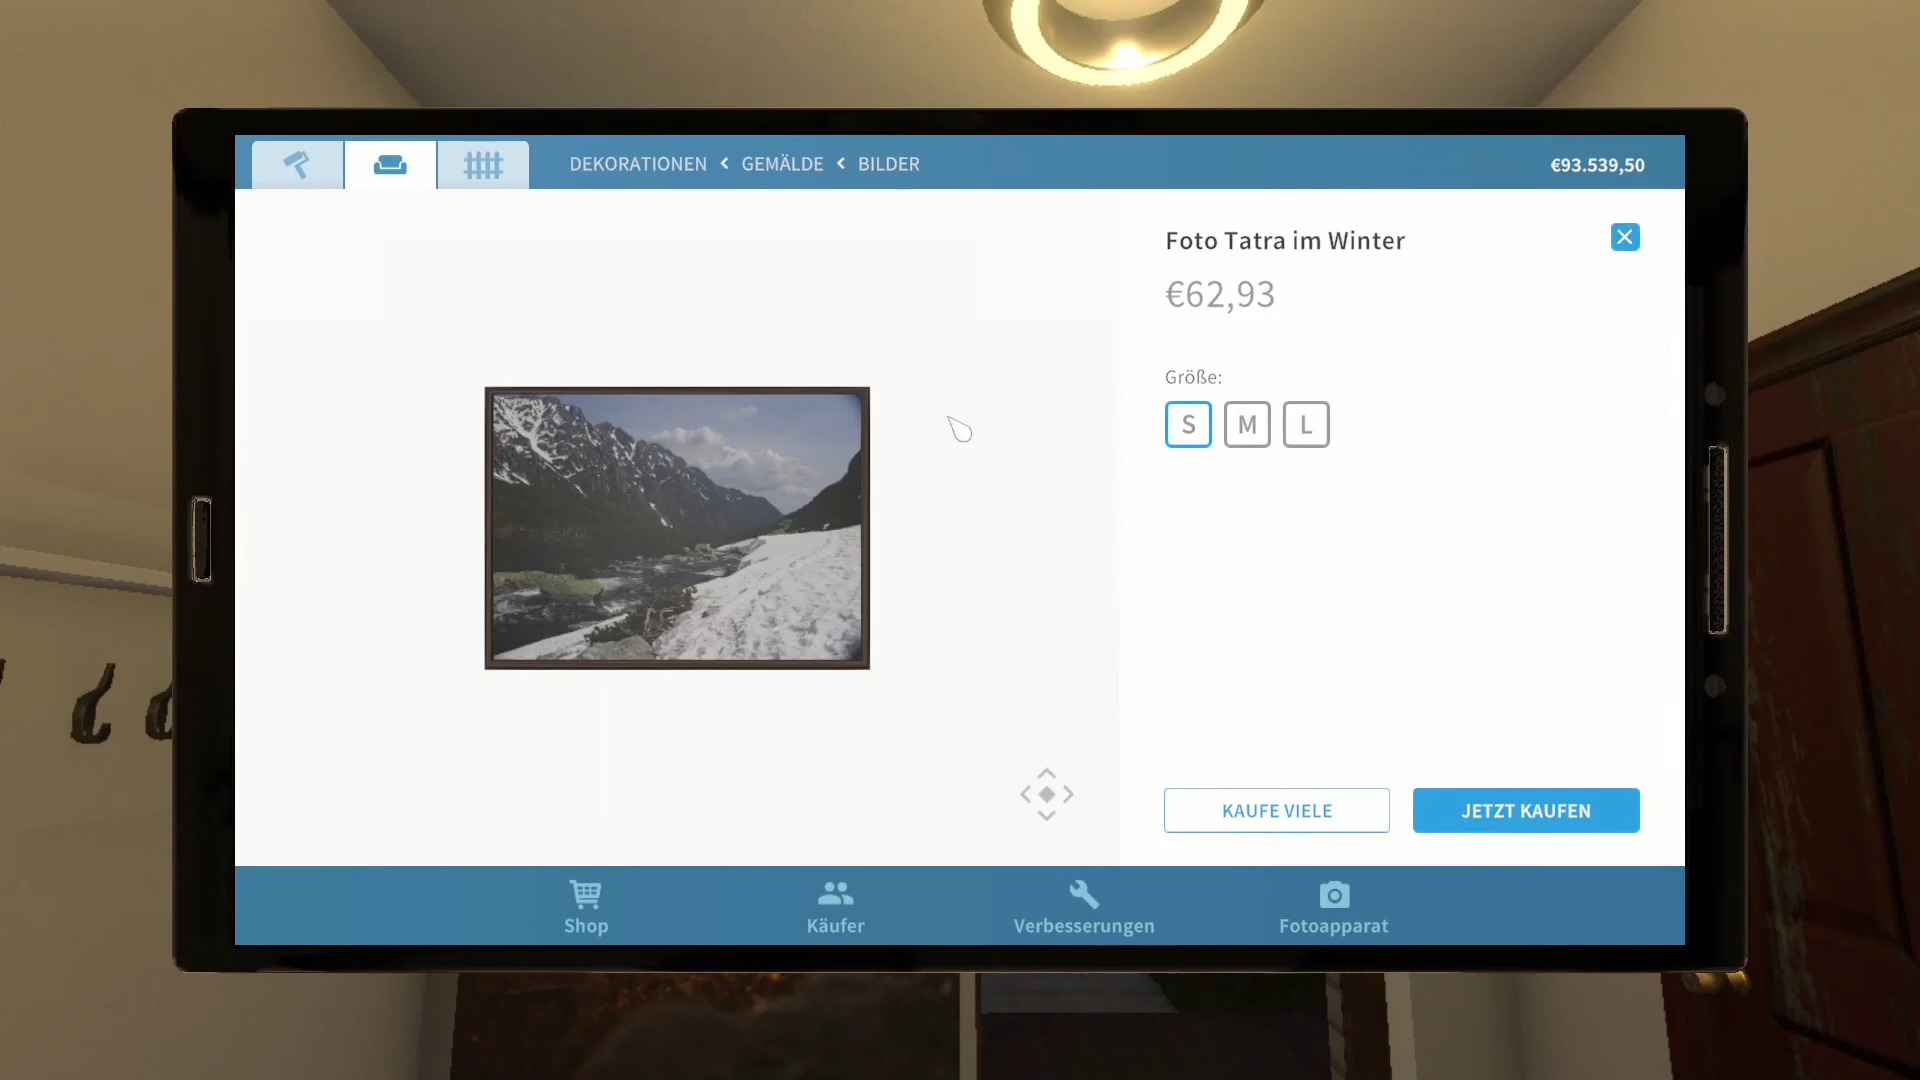 DEKORATIONEN < GEMÄLDE < BILDER
€93.539,50
Foto Tatra im Winter
€62,93
Größe:
S M L
KAUFE VIELE
JETZT KAUFEN
Shop
Käufer
Verbesserungen
Fotoapparat